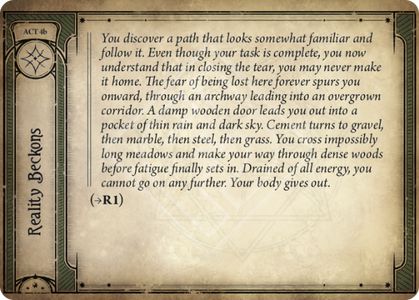 ACT 4b
Reality Beckons
You discover a path that looks somewhat familiar and
follow it. Even though your task is complete, you now
understand that in closing the tear, you may never make
it home. The fear of being lost here forever spurs you
onward, through an archway leading into an overgrown
corridor. A damp wooden door leads you out into a
pocket of thin rain and dark sky. Cement turns to gravel,
then marble, then steel, then grass. You cross impossibly
long meadows and make your way through dense woods
before fatigue finally sets in. Drained of all energy, you
cannot go on any further. Your body gives out.
(→R1)